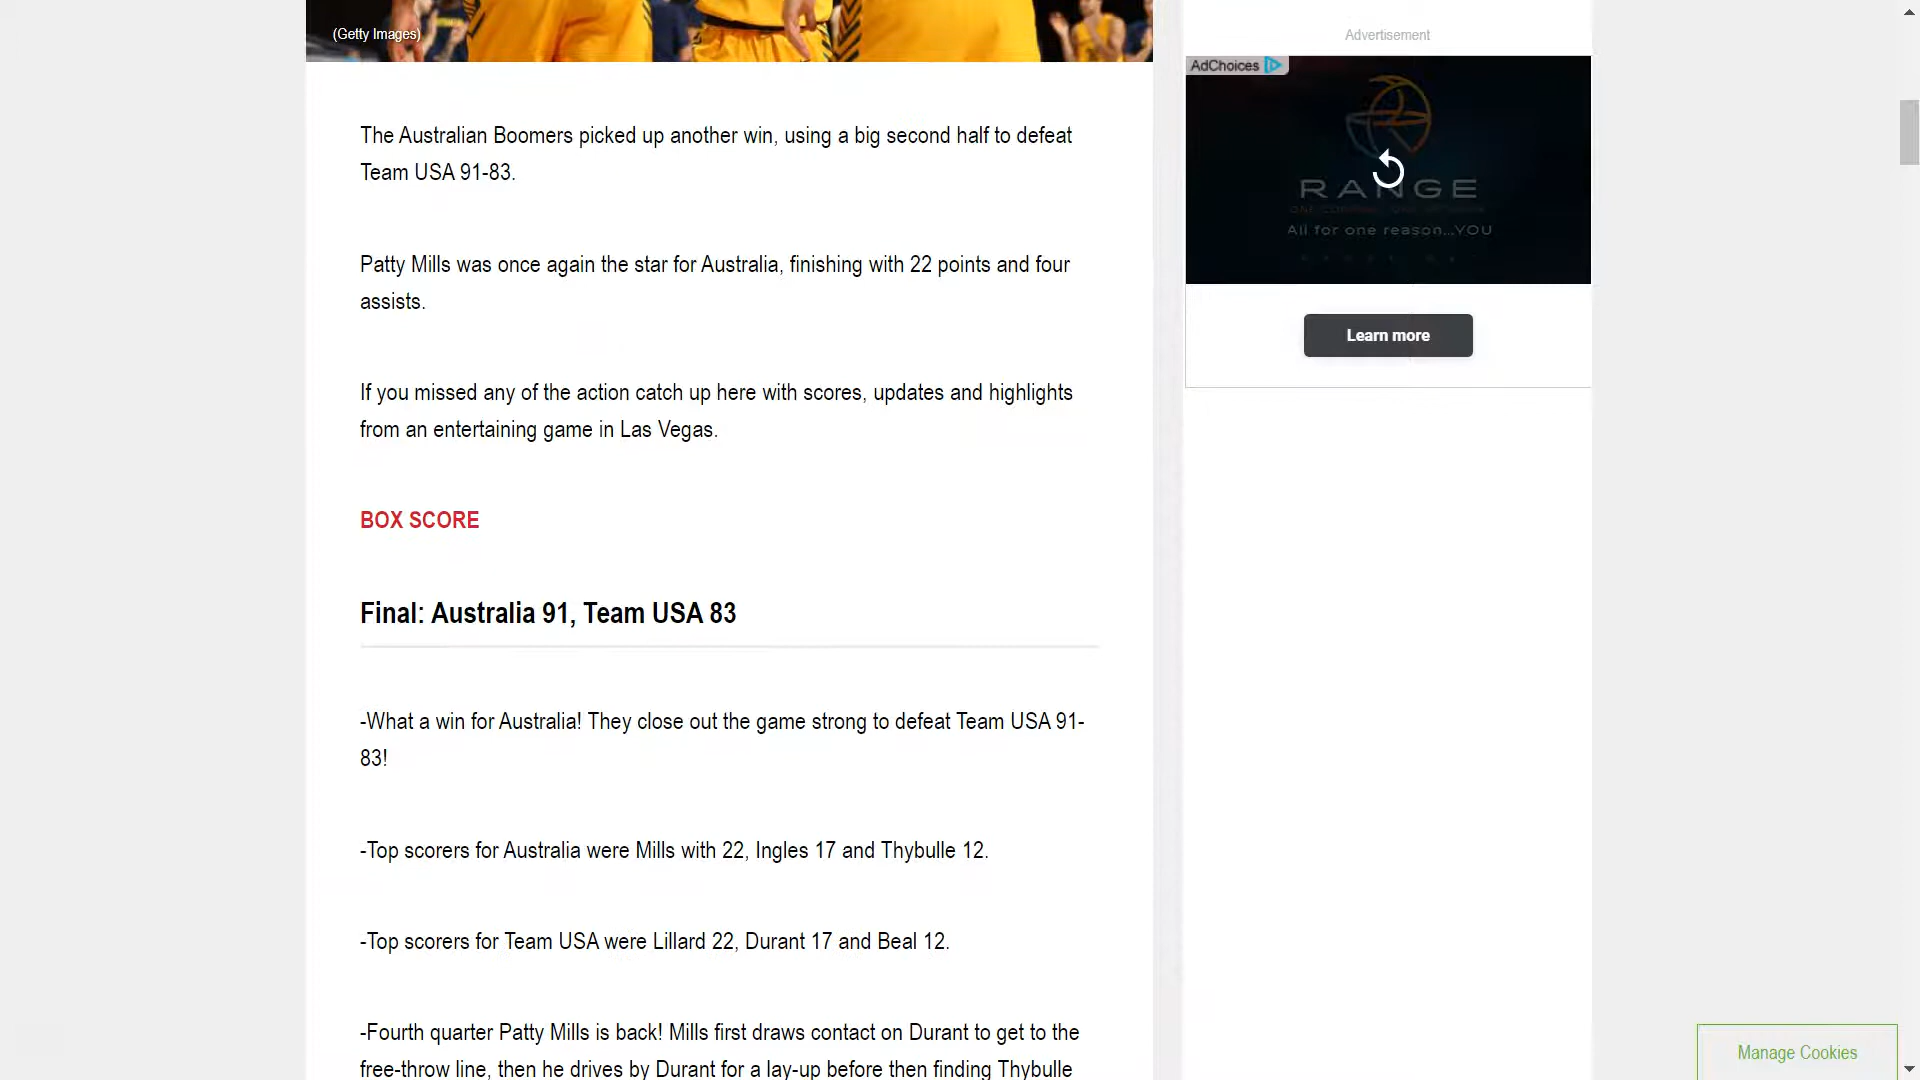 (Getty Images)
The Australian Boomers picked up another win, using a big second half to defeat
Team USA 91-83.
Patty Mills was once again the star for Australia, finishing with 22 points and four
assists.
If you missed any of the action catch up here with scores, updates and highlights
from an entertaining game in Las Vegas.
BOX SCORE
Final: Australia 91, Team USA 83
-What a win for Australia! They close out the game strong to defeat Team USA 91-
83!
-Top scorers for Australia were Mills with 22, Ingles 17 and Thybulle 12.
-Top scorers for Team USA were Lillard 22, Durant 17 and Beal 12.
-Fourth quarter Patty Mills is back! Mills first draws contact on Durant to get to the
free-throw line, then he drives by Durant for a lay-up before then finding Thybulle
Advertisement
AdChoices
RANGE
All for one reason...YOU
Learn more
Manage Cookies